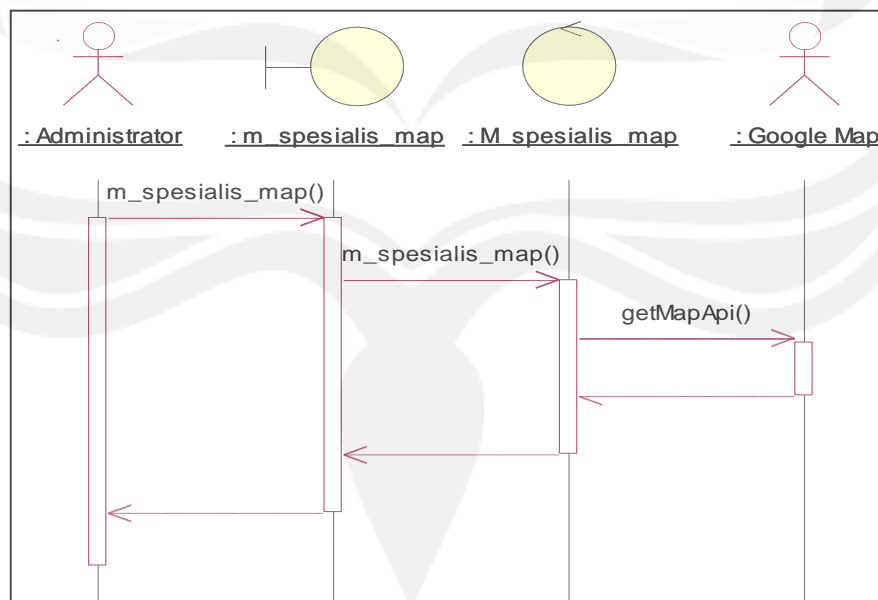 : Administrator
: m_spesialis_map
: M_spesialis_map
: Google Map
m_spesialis_map()
m_spesialis_map()
getMapApi()